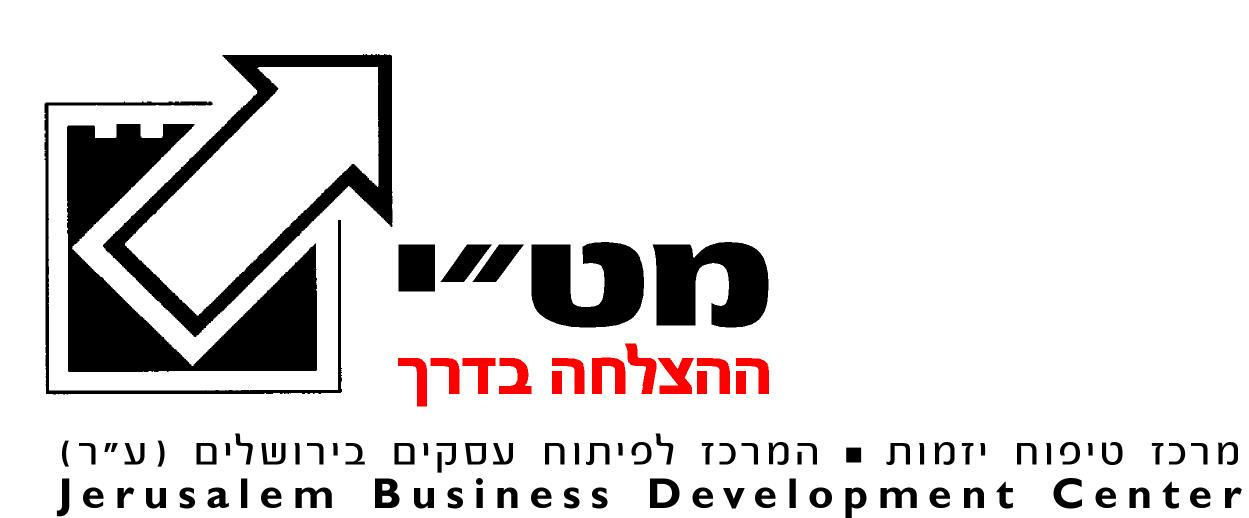 מט״י
ההצלחה בדרך
מרכז טיפוח יזמות ■ המרכז לפיתוח עסקים בירושלים (ע״ר)
Jerusalem Business Development Center